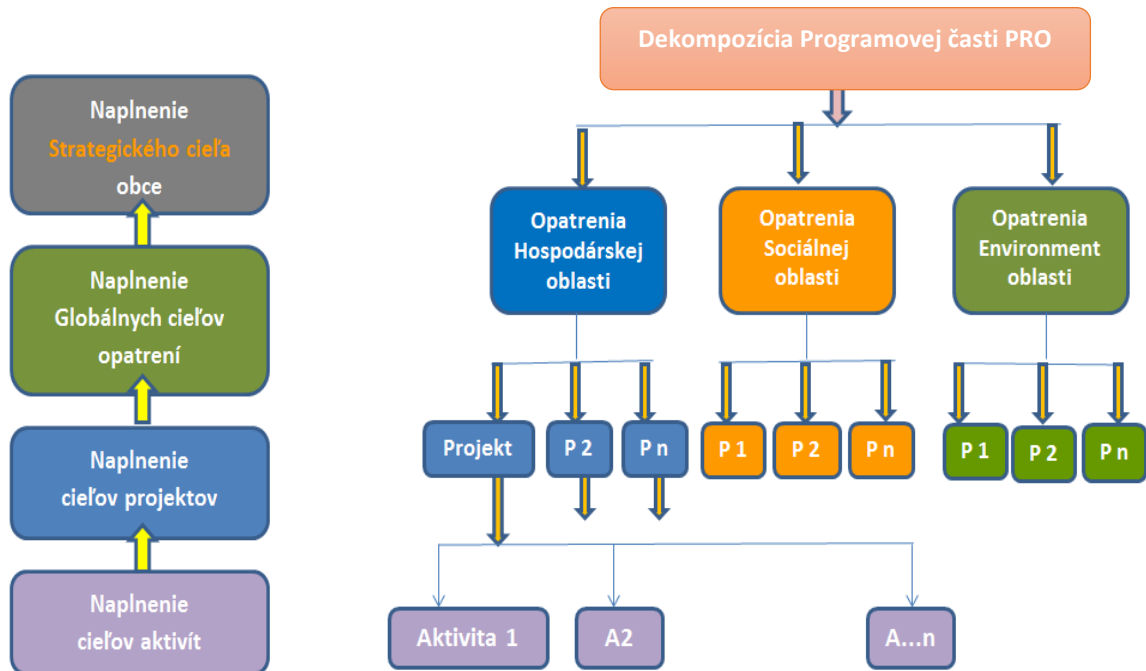 Dekompozícia Programovej časti PRO
Naplnenie
Strategického cieľa
obce
Naplnenie
Globálnych cieľov
opatrení
Naplnenie
cieľov projektov
Naplnenie
cieľov aktivít
Opatrenia
Hospodárskej
oblasti
Opatrenia
Sociálnej
oblasti
Opatrenia
Environment
oblasti
Projekt
P 2
P n
P 1
P 2
P n
P 1
P 2
P n
Aktivita 1
A2
A...n